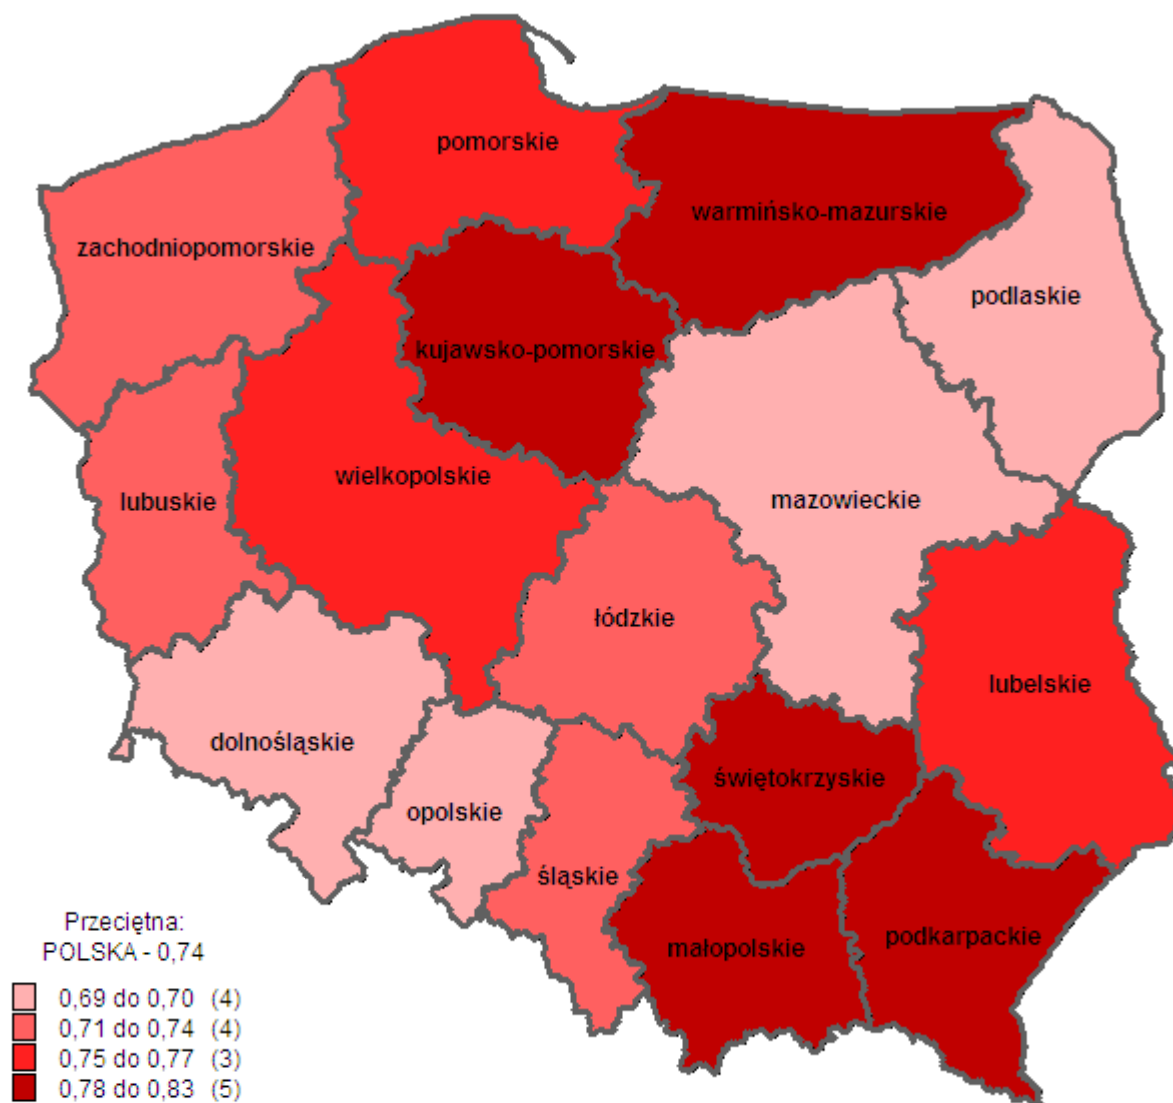 pomorskie
warmińsko-mazurskie
zachodniopomorskie
podlaskie
kujawsko-pomorskie
wielkopolskie
mazowieckie
lubuskie
łódzkie
lubelskie
dolnośląskie
świętokrzyskie
opolskie
śląskie
podkarpackie
małopolskie
Przeciętna:
POLSKA - 0,74
0,69 do 0,70 (4)
0,71 do 0,74 (4)
0,75 do 0,77 (3)
0,78 do 0,83 (5)